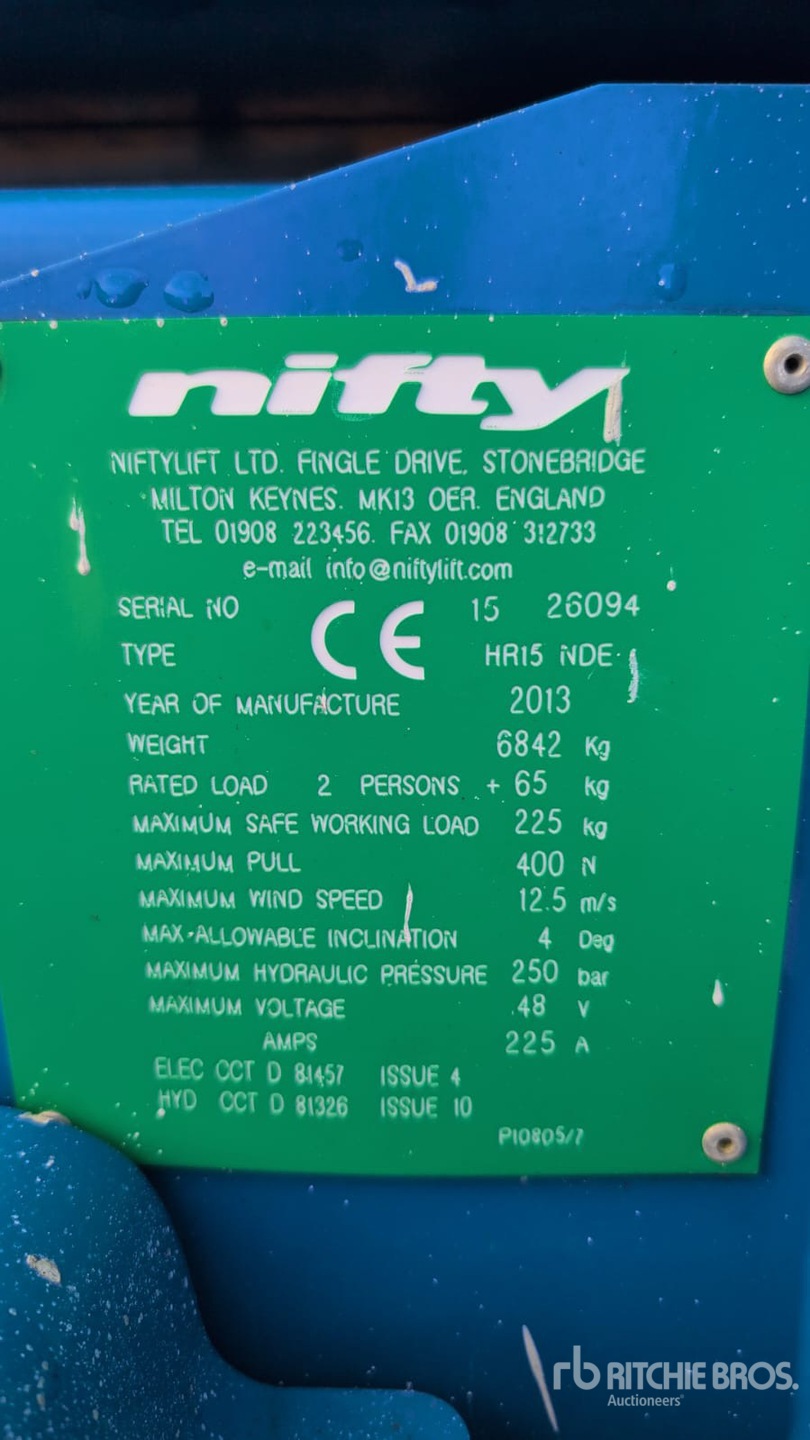 nifty
NIFTYLIFT LTD. FINGLE DRIVE, STONEBRIDGE
MILTON KEYNES. MK13 OER. ENGLAND
TEL 01908 223456. FAX 01908 312733
e-mail info@niftylift.com
SERIAL NO CE 15 26094
TYPE HR15 NDE
YEAR OF MANUFACTURE 2013
WEIGHT 6842 Kg
RATED LOAD 2 PERSONS + 65 kg
MAXIMUM SAFE WORKING LOAD 225 kg
MAXIMUM PULL 400 N
MAXIMUM WIND SPEED 12.5 m/s
MAX-ALLOWABLE INCLINATION 4 Deg
MAXIMUM HYDRAULIC PRESSURE 250 bar
MAXIMUM VOLTAGE 48 V
AMPS 225 A
ELEC CCT D 81457 ISSUE 4
HYD CCT D 81326 ISSUE 10
P10805/7
rb RITCHIE BROS.
Auctioneers